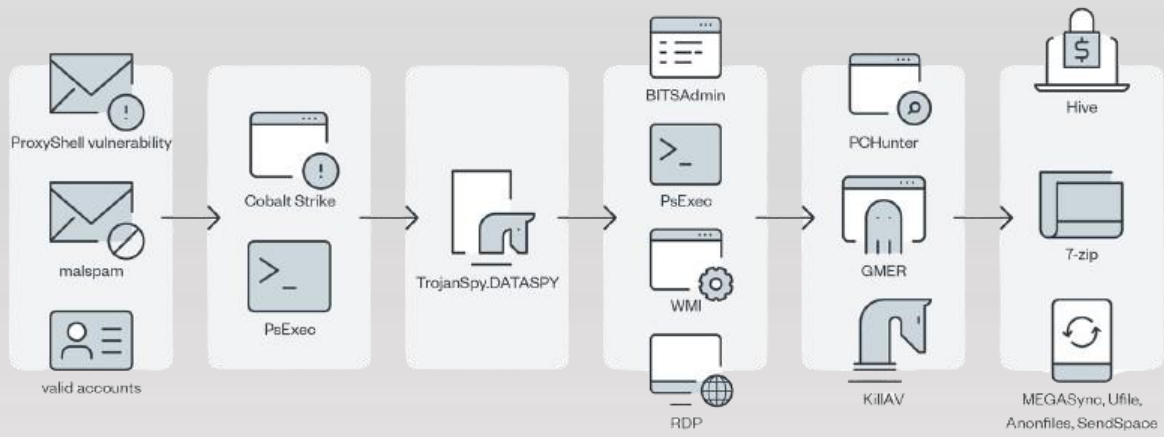 ProxyShell vulnerability
malspam
valid accounts
Cobalt Strike
PsExec
TrojanSpy.DATASPY
BITSAdmin
PsExec
WMI
RDP
PCHunter
GMER
KillAV
Hive
7-zip
MEGASync, Ufile,
Anonfiles, SendSpace